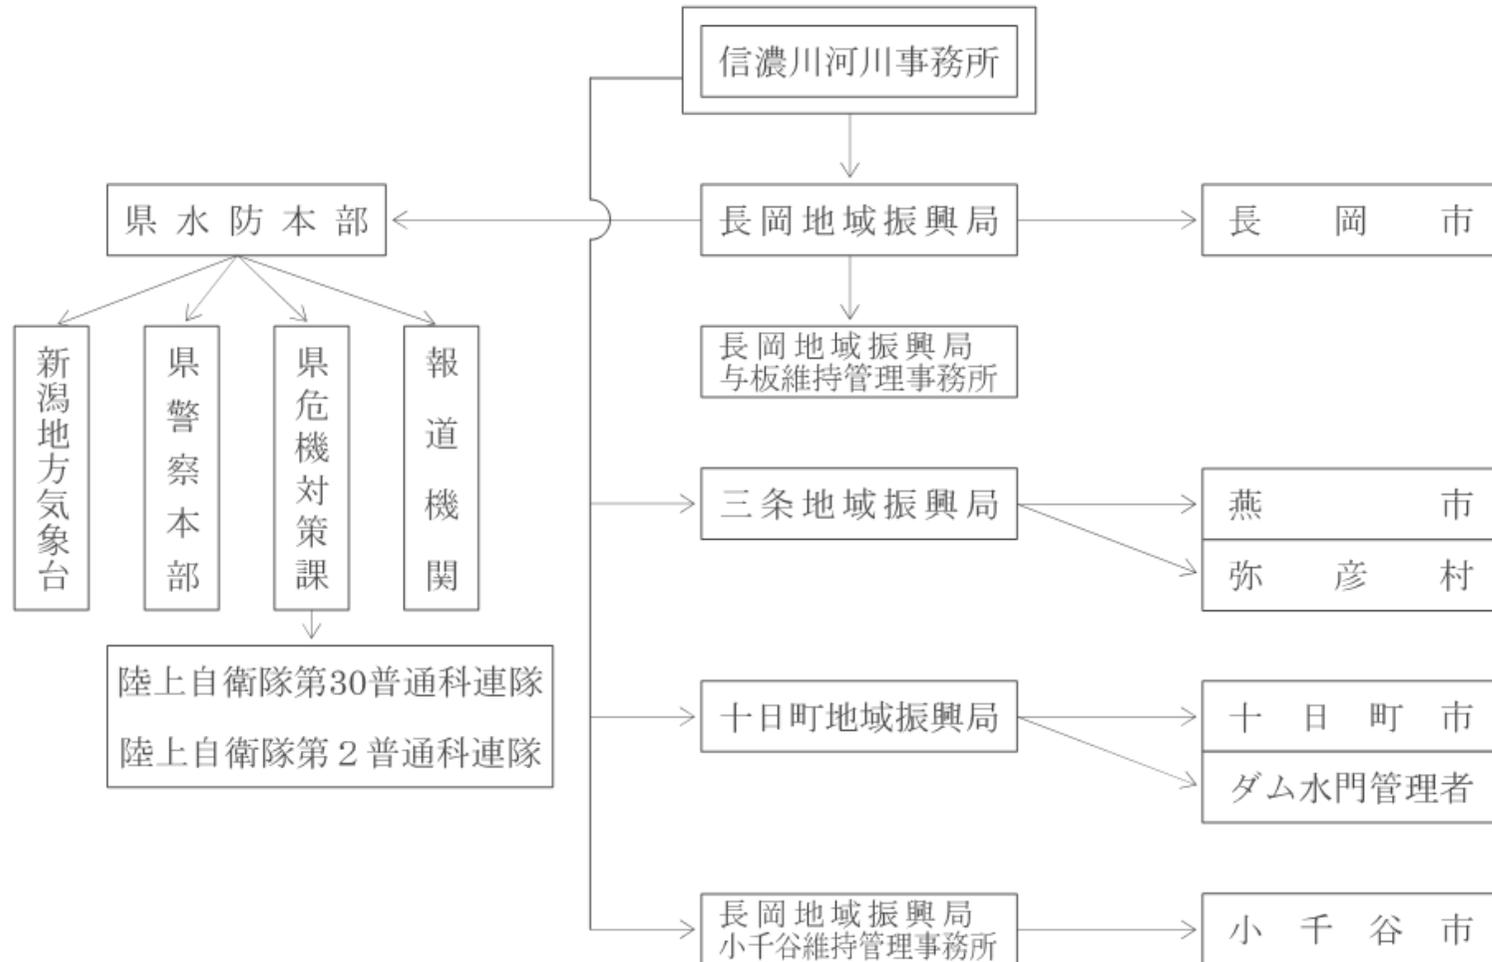 信濃川河川事務所
県水防本部
長岡地域振興局
長岡市
長岡地域振興局
与板維持管理事務所
新潟地方気象台
県警察本部
県危機対策課
報道機関
三条地域振興局
燕市
弥彦村
陸上自衛隊第30普通科連隊
陸上自衛隊第２普通科連隊
十日町地域振興局
十日町市
ダム水門管理者
長岡地域振興局
小千谷維持管理事務所
小千谷市